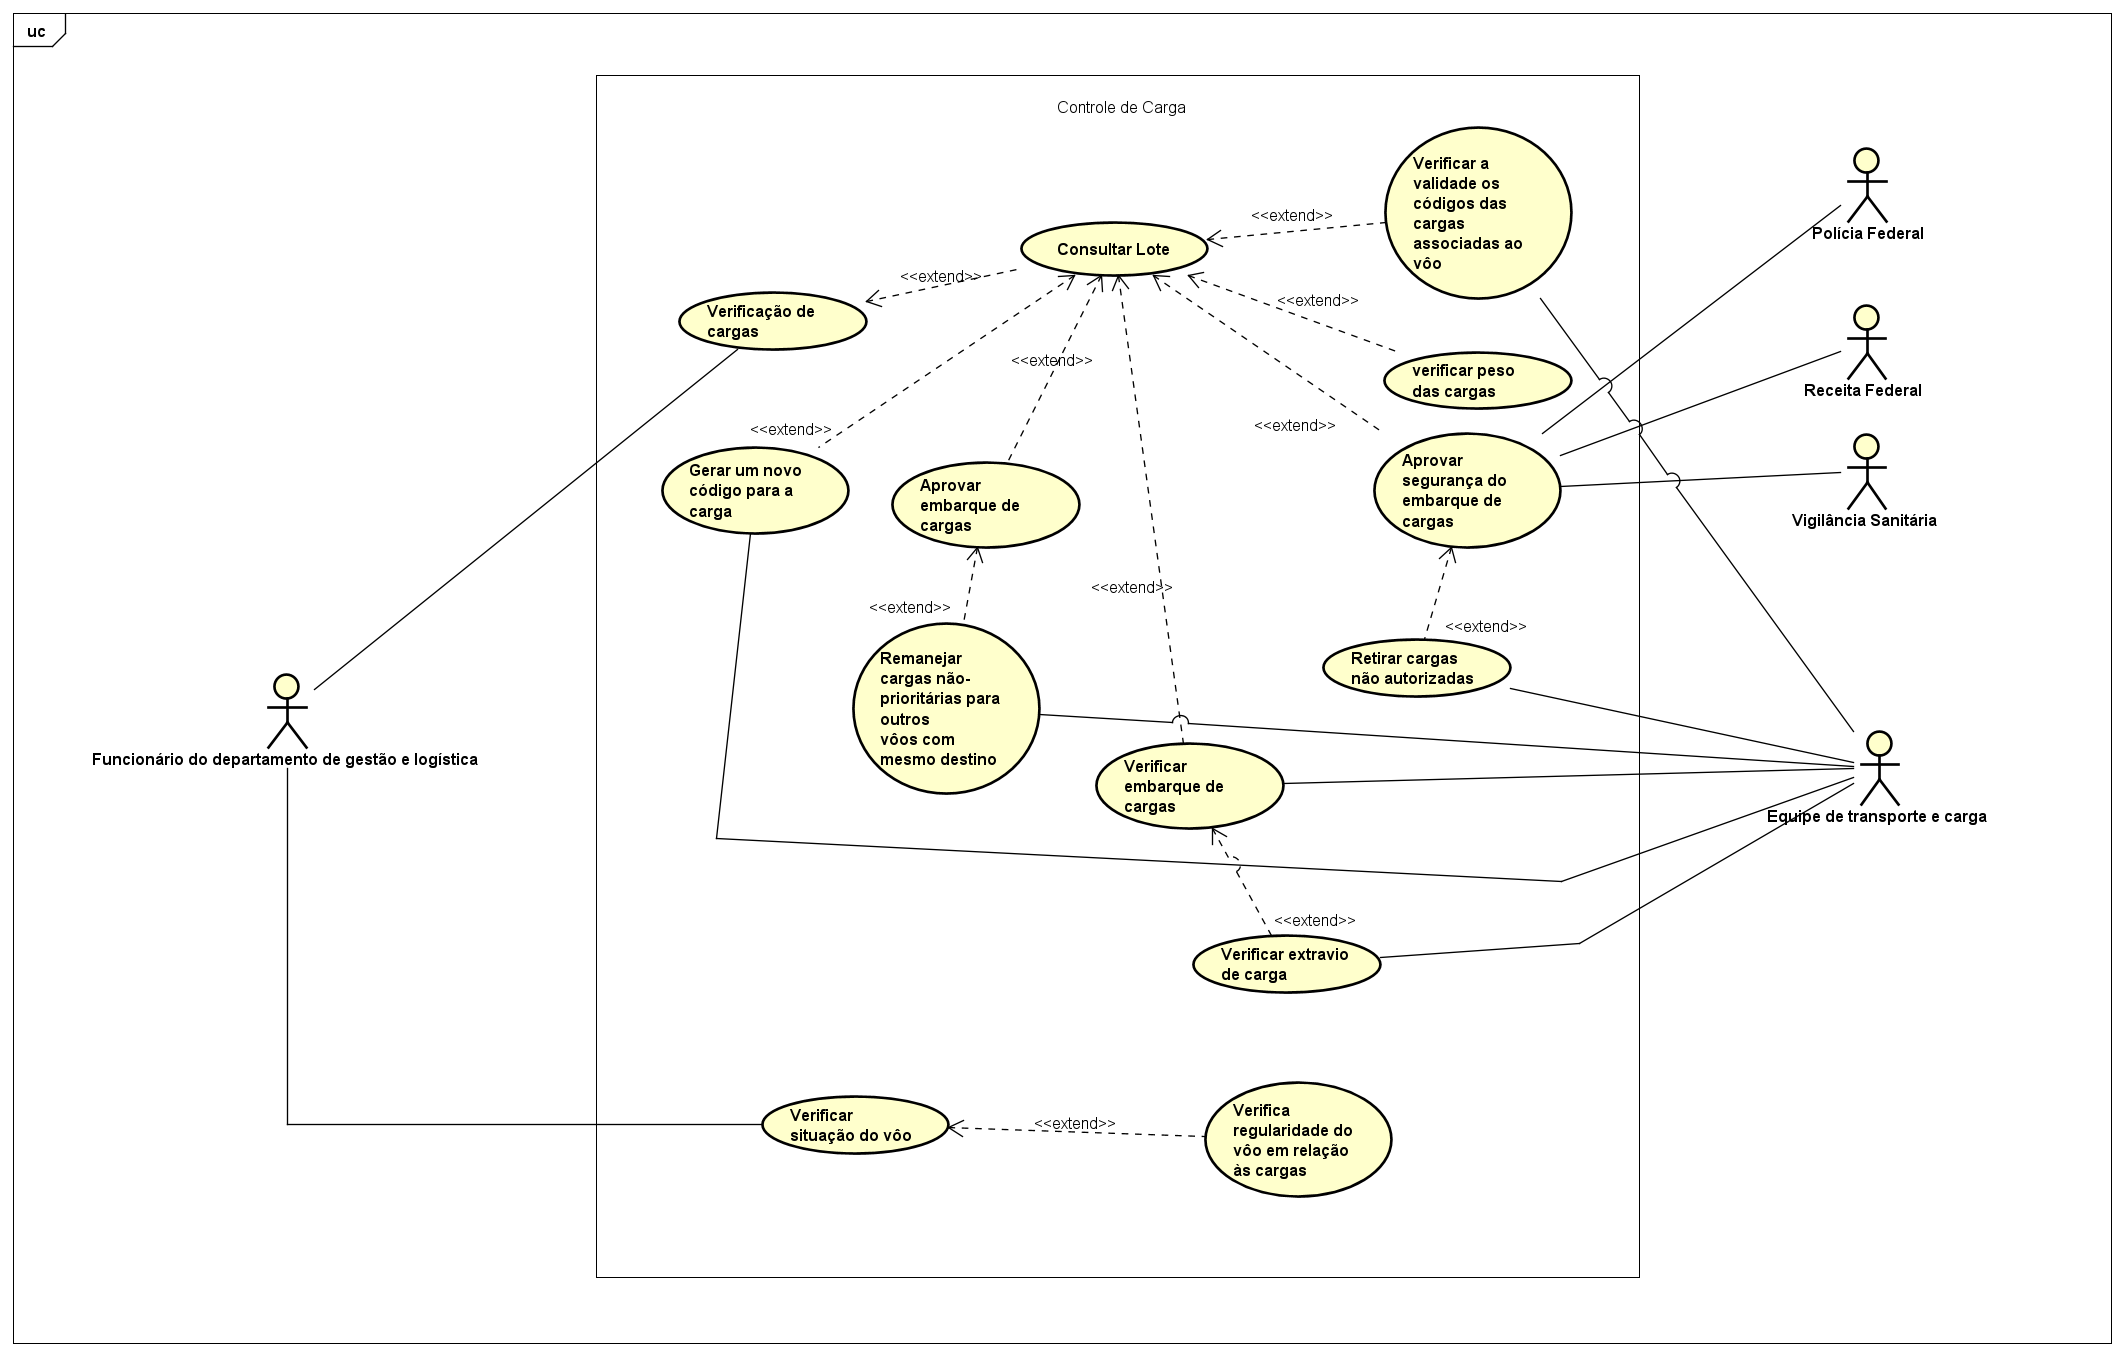 uc
Controle de Carga
Verificar a
validade os
códigos das
cargas
associadas ao
vôo
<<extend>>
Consultar Lote
<<extend>>
Verificação de
cargas
<<extend>>
verificar peso
das cargas
<<extend>>
<<extend>>
<<extend>>
Gerar um novo
código para a
carga
Aprovar
embarque de
cargas
Aprovar
segurança do
embarque de
cargas
Polícia Federal
Receita Federal
Vigilância Sanitária
<<extend>>
<<extend>>
<<extend>>
Remanejar
cargas não-
prioritárias para
outros
vôos com
mesmo destino
Retirar cargas
não autorizadas
Funcionário do departamento de gestão e logística
Verificar
embarque de
cargas
Equipe de transporte e carga
<<extend>>
Verificar extravio
de carga
Verificar
situação do vôo
<<extend>>
Verifica
regularidade do
vôo em relação
às cargas